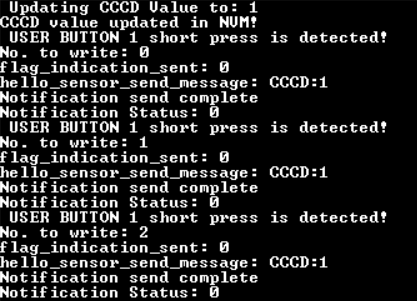 Updating CCCD Value to: 1
CCCD value updated in NVM!
USER BUTTON 1 short press is detected!
No. to write: 0
flag_indication_sent: 0
hello_sensor_send_message: CCCD:1
Notification send complete
Notification Status: 0
USER BUTTON 1 short press is detected!
No. to write: 1
flag_indication_sent: 0
hello_sensor_send_message: CCCD:1
Notification send complete
Notification Status: 0
USER BUTTON 1 short press is detected!
No. to write: 2
flag_indication_sent: 0
hello_sensor_send_message: CCCD:1
Notification send complete
Notification Status: 0